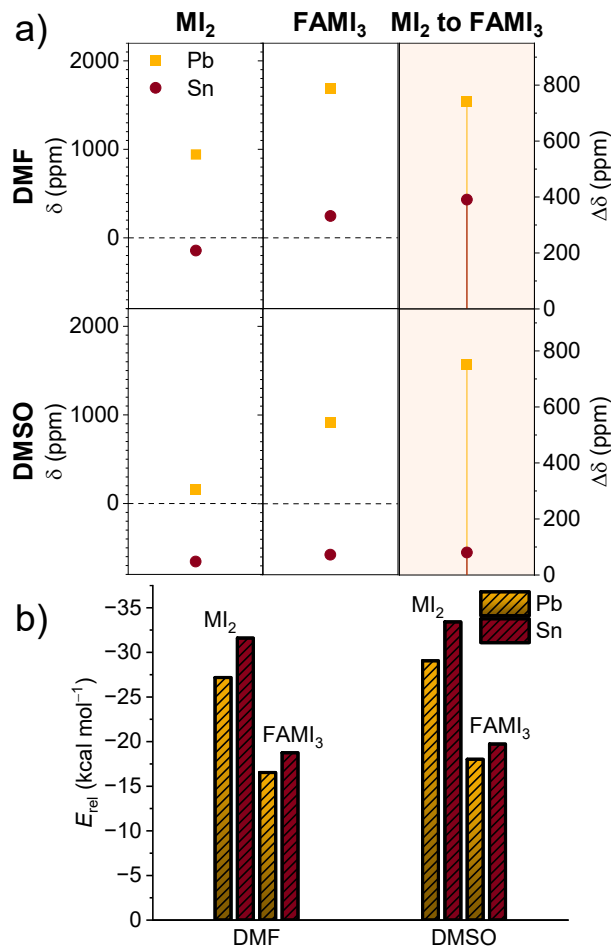 a)
MI₂
FAMI₃
MI₂ to FAMI₃
Pb
Sn
DMF
δ (ppm)
2000
1000
0
800
600
400
200
0
Δδ (ppm)
DMSO
δ (ppm)
2000
1000
0
800
600
400
200
0
Δδ (ppm)
b)
Pb
Sn
E_rel (kcal mol⁻¹)
−35
−30
−25
−20
−15
−10
−5
0
MI₂
FAMI₃
MI₂
FAMI₃
DMF
DMSO